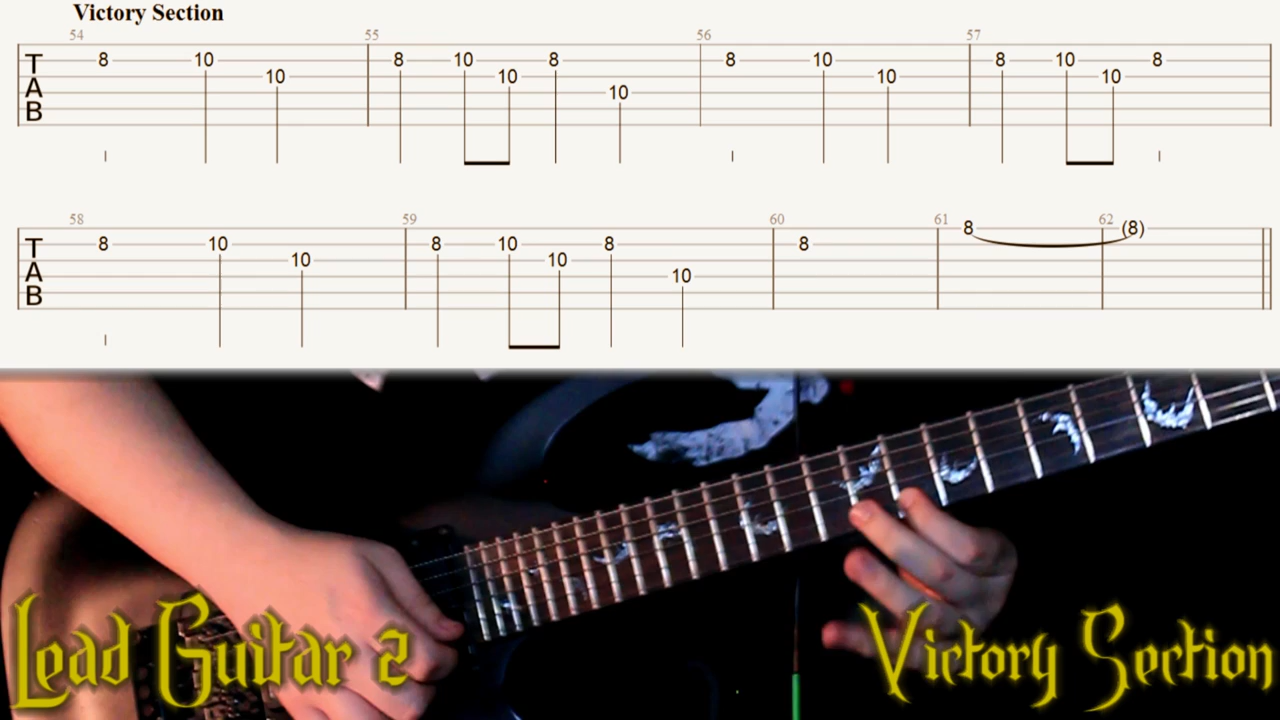 Victory Section
54 55 56 57
T 8 10 8 10 8 8 10 8 10 8
A 10 10 10 10
B 10
58 59 60 61 62
8 (8)
T 8 10 8 10 8 8
A 10 10
B 10
Lead Guitar 2 Victory Section